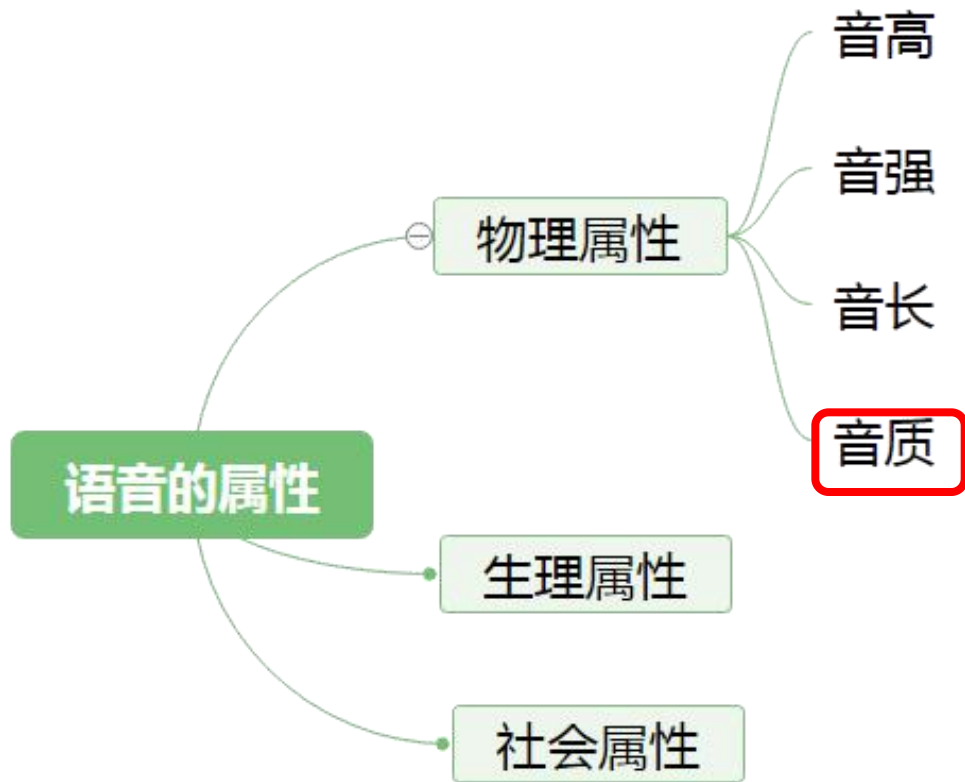 音高
音强
物理属性
音长
音质
语音的属性
生理属性
社会属性